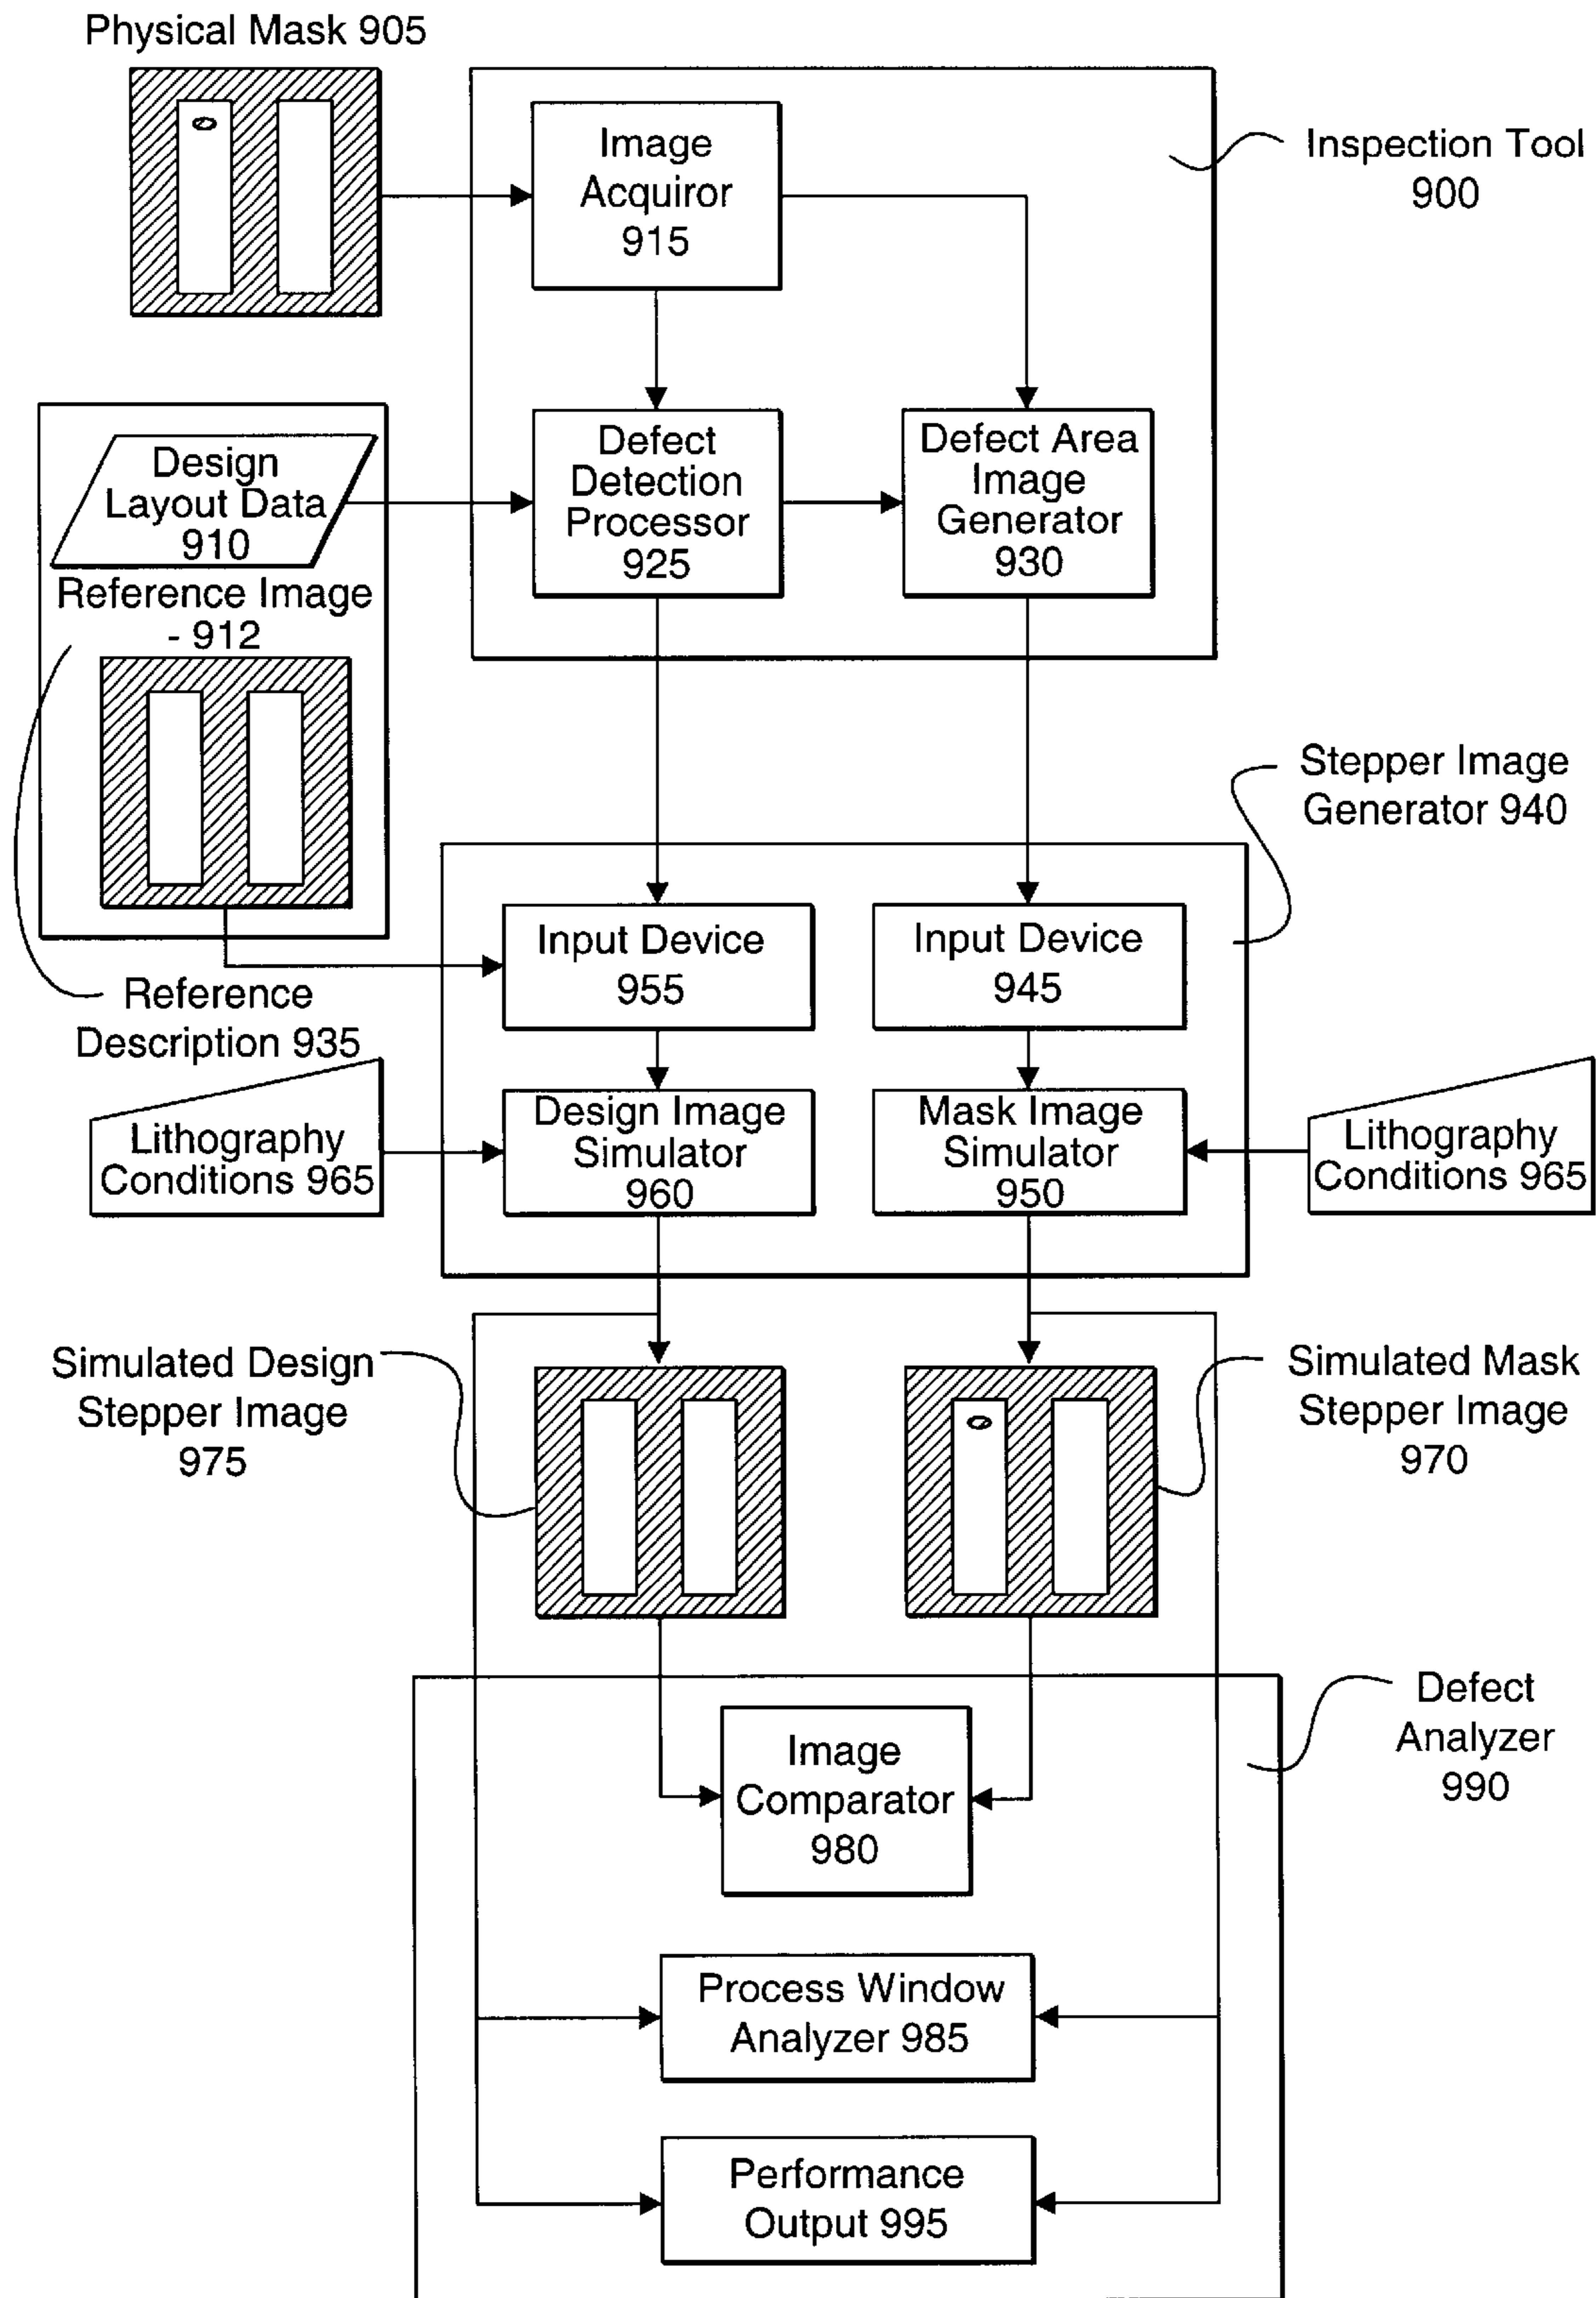 Physical Mask 905
Image
Acquiror
915
Inspection Tool
900
Design
Layout Data
910
Defect
Detection
Processor
925
Defect Area
Image
Generator
930
Reference Image
- 912
Stepper Image
Generator 940
Input Device
955
Input Device
945
Reference
Description 935
Lithography
Conditions 965
Design Image
Simulator
960
Mask Image
Simulator
950
Lithography
Conditions 965
Simulated Design
Stepper Image
975
Simulated Mask
Stepper Image
970
Defect
Analyzer
990
Image
Comparator
980
Process Window
Analyzer 985
Performance
Output 995